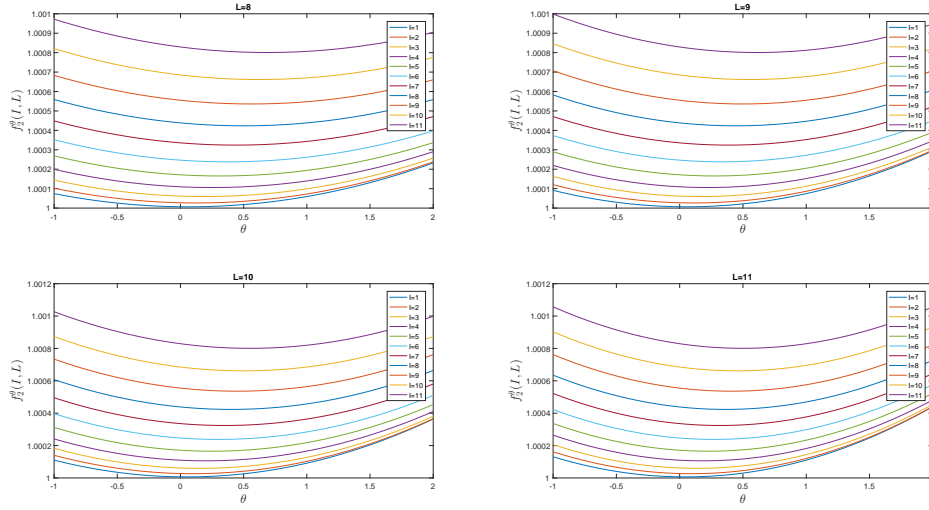 L=8
1.001
1.0009
1.0008
1.0007
1.0006
1.0005
1.0004
1.0003
1.0002
1.0001
1
-1
-0.5
0
0.5
1
1.5
2
θ
f₂^θ(I, L)
I=1
I=2
I=3
I=4
I=5
I=6
I=7
I=8
I=9
I=10
I=11
L=9
1.001
1.0009
1.0008
1.0007
1.0006
1.0005
1.0004
1.0003
1.0002
1.0001
1
-1
-0.5
0
0.5
1
1.5
θ
f₂^θ(I, L)
I=1
I=2
I=3
I=4
I=5
I=6
I=7
I=8
I=9
I=10
I=11
L=10
1.0012
1.001
1.0008
1.0006
1.0004
1.0002
1
-1
-0.5
0
0.5
1
1.5
2
θ
f₂^θ(I, L)
I=1
I=2
I=3
I=4
I=5
I=6
I=7
I=8
I=9
I=10
I=11
L=11
1.0012
1.001
1.0008
1.0006
1.0004
1.0002
1
-1
-0.5
0
0.5
1
1.5
θ
f₂^θ(I, L)
I=1
I=2
I=3
I=4
I=5
I=6
I=7
I=8
I=9
I=10
I=11